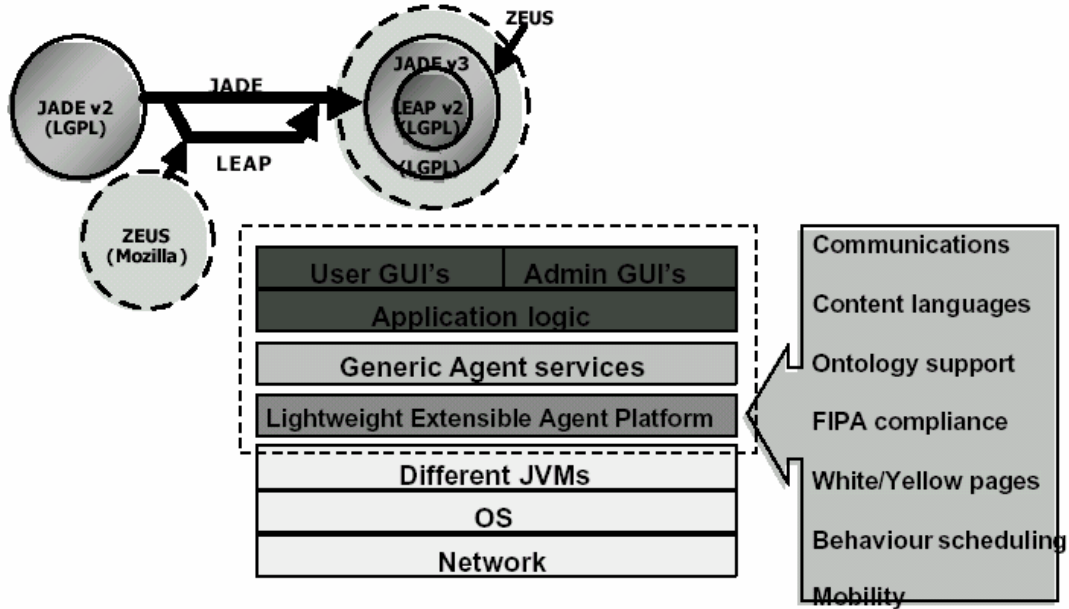 ZEUS
JADE v3
JADE
JADE v2
(LGPL)
LEAP v2
(LGPL)
LEAP
(LGPL)
ZEUS
(Mozilla)
User GUI's
Admin GUI's
Application logic
Generic Agent services
Lightweight Extensible Agent Platform
Different JVMs
OS
Network
Communications
Content languages
Ontology support
FIPA compliance
White/Yellow pages
Behaviour scheduling
Mobility